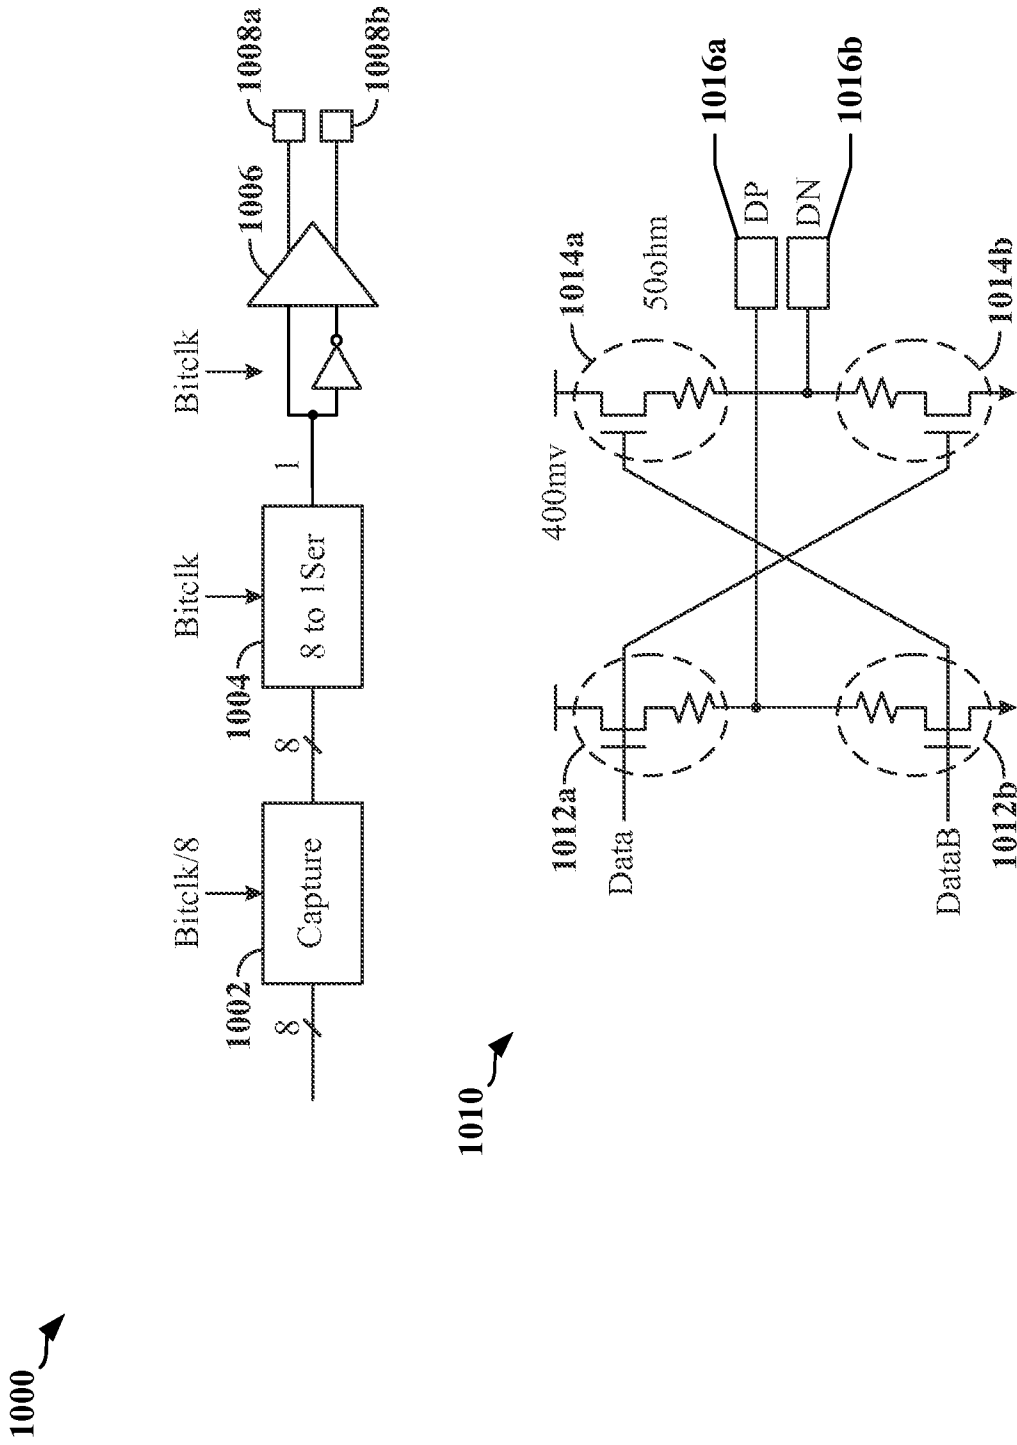 1000
Bitclk/8
Bitclk
Bitclk
1002
1004
1006
1008a
8
Capture
8
8 to 1Ser
1
1008b
1010
400mv
50ohm
1012a
1014a
1016a
Data
DP
DN
DataB
1012b
1014b
1016b